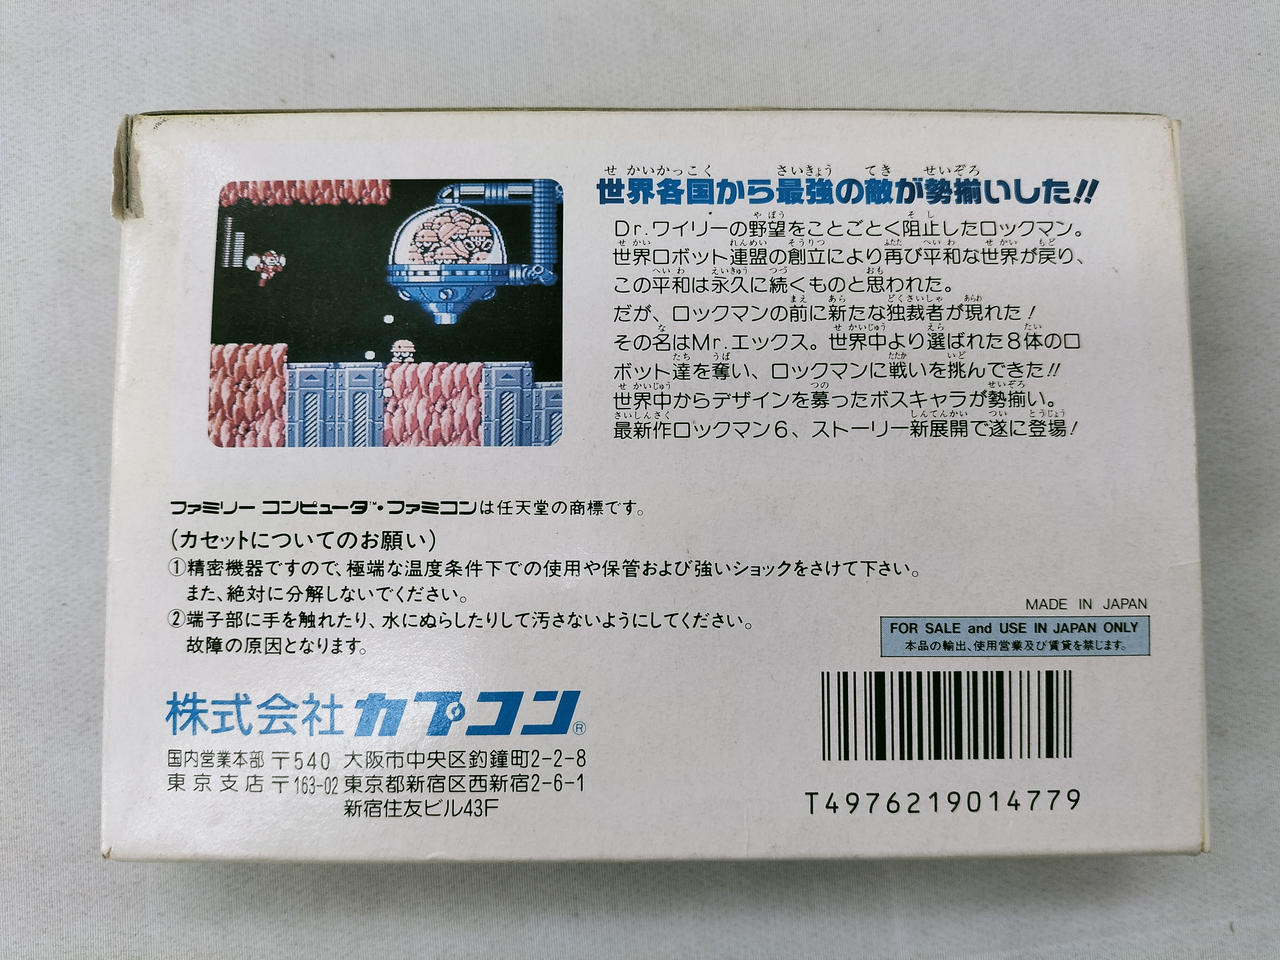 世界各国から最強の敵が勢揃いした!!
Dr.ワイリーの野望をことごとく阻止したロックマン。
世界ロボット連盟の創立により再び平和な世界が戻り、
この平和は永久に続くものと思われた。
だが、ロックマンの前に新たな独裁者が現れた!
その名はMr.エックス。世界中より選ばれた8体のロ
ボット達を奪い、ロックマンに戦いを挑んできた!!
世界中からデザインを募ったボスキャラが勢揃い。
最新作ロックマン6、ストーリー新展開で遂に登場!
ファミリー コンピュータ™・ファミコンは任天堂の商標です。
(カセットについてのお願い)
①精密機器ですので、極端な温度条件下での使用や保管および強いショックをさけて下さい。
また、絶対に分解しないでください。
②端子部に手を触れたり、水にぬらしたりして汚さないようにしてください。
故障の原因となります。
MADE IN JAPAN
FOR SALE and USE IN JAPAN ONLY
本品の輸出、使用営業及び賃貸を禁じます。
株式会社 カプコン®
国内営業本部 〒540 大阪市中央区釣鐘町2-2-8
東京支店 〒163-02 東京都新宿区西新宿2-6-1
新宿住友ビル43F
T4976219014779